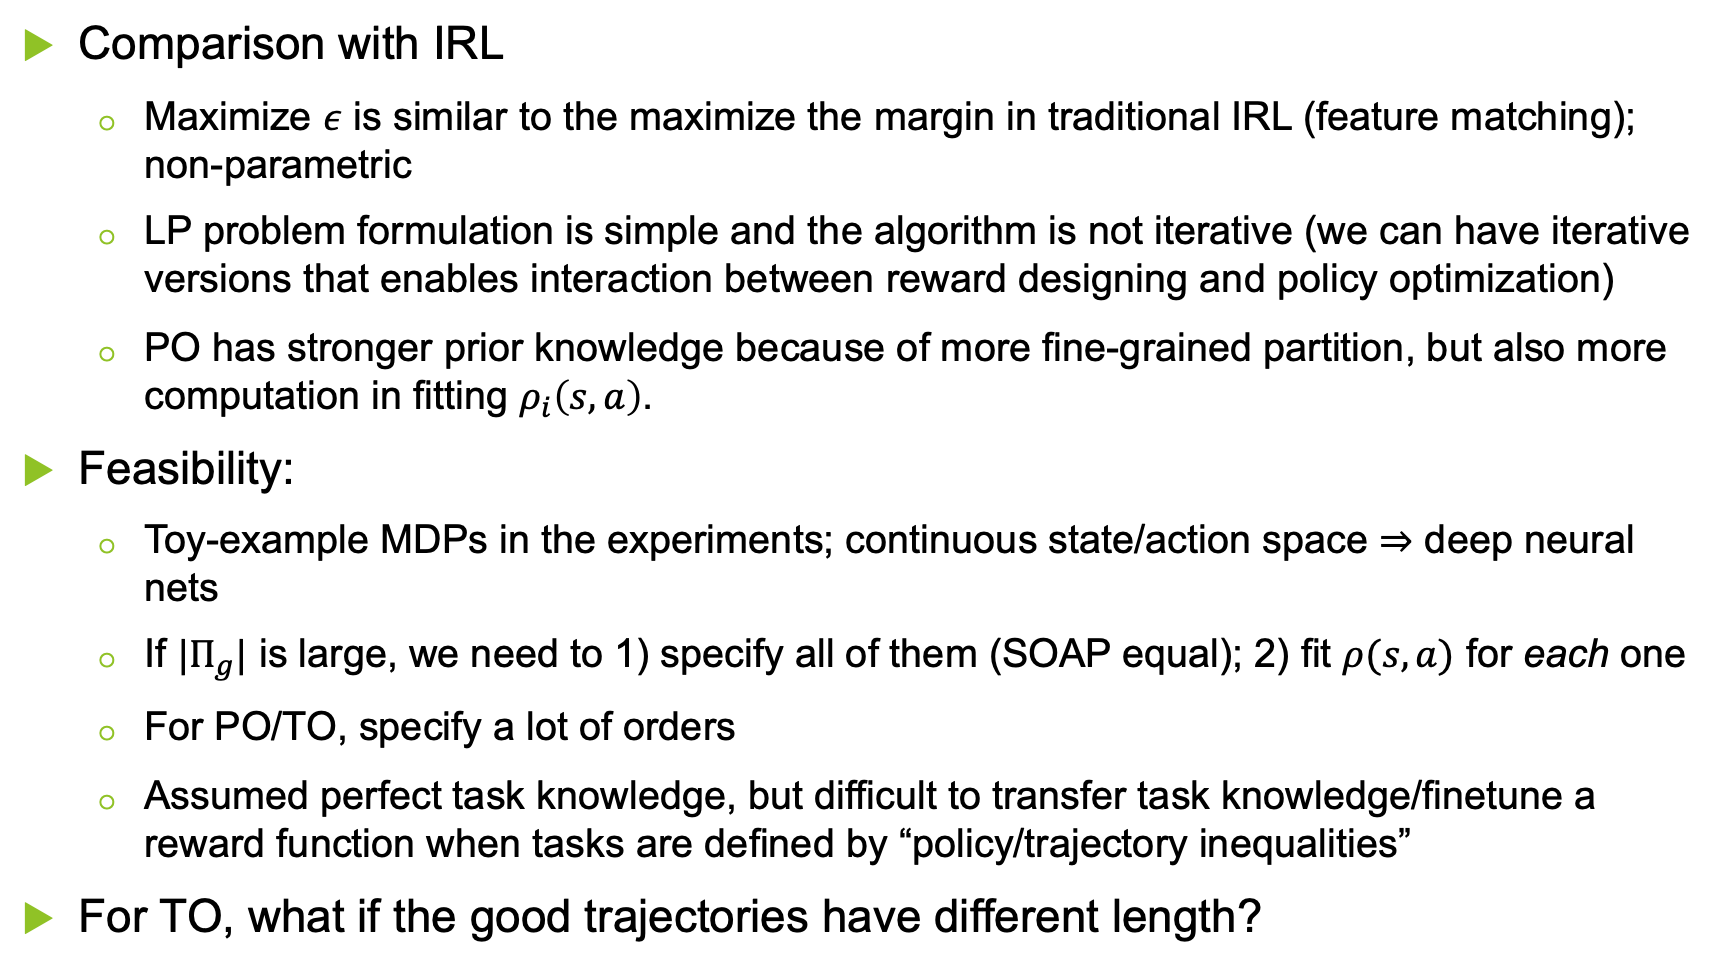 Comparison with IRL
Maximize ϵ is similar to the maximize the margin in traditional IRL (feature matching);
non-parametric
LP problem formulation is simple and the algorithm is not iterative (we can have iterative
versions that enables interaction between reward designing and policy optimization)
PO has stronger prior knowledge because of more fine-grained partition, but also more
computation in fitting ρᵢ(s, a).
Feasibility:
Toy-example MDPs in the experiments; continuous state/action space ⇒ deep neural
nets
If |Π_g| is large, we need to 1) specify all of them (SOAP equal); 2) fit ρ(s, a) for each one
For PO/TO, specify a lot of orders
Assumed perfect task knowledge, but difficult to transfer task knowledge/finetune a
reward function when tasks are defined by “policy/trajectory inequalities”
For TO, what if the good trajectories have different length?